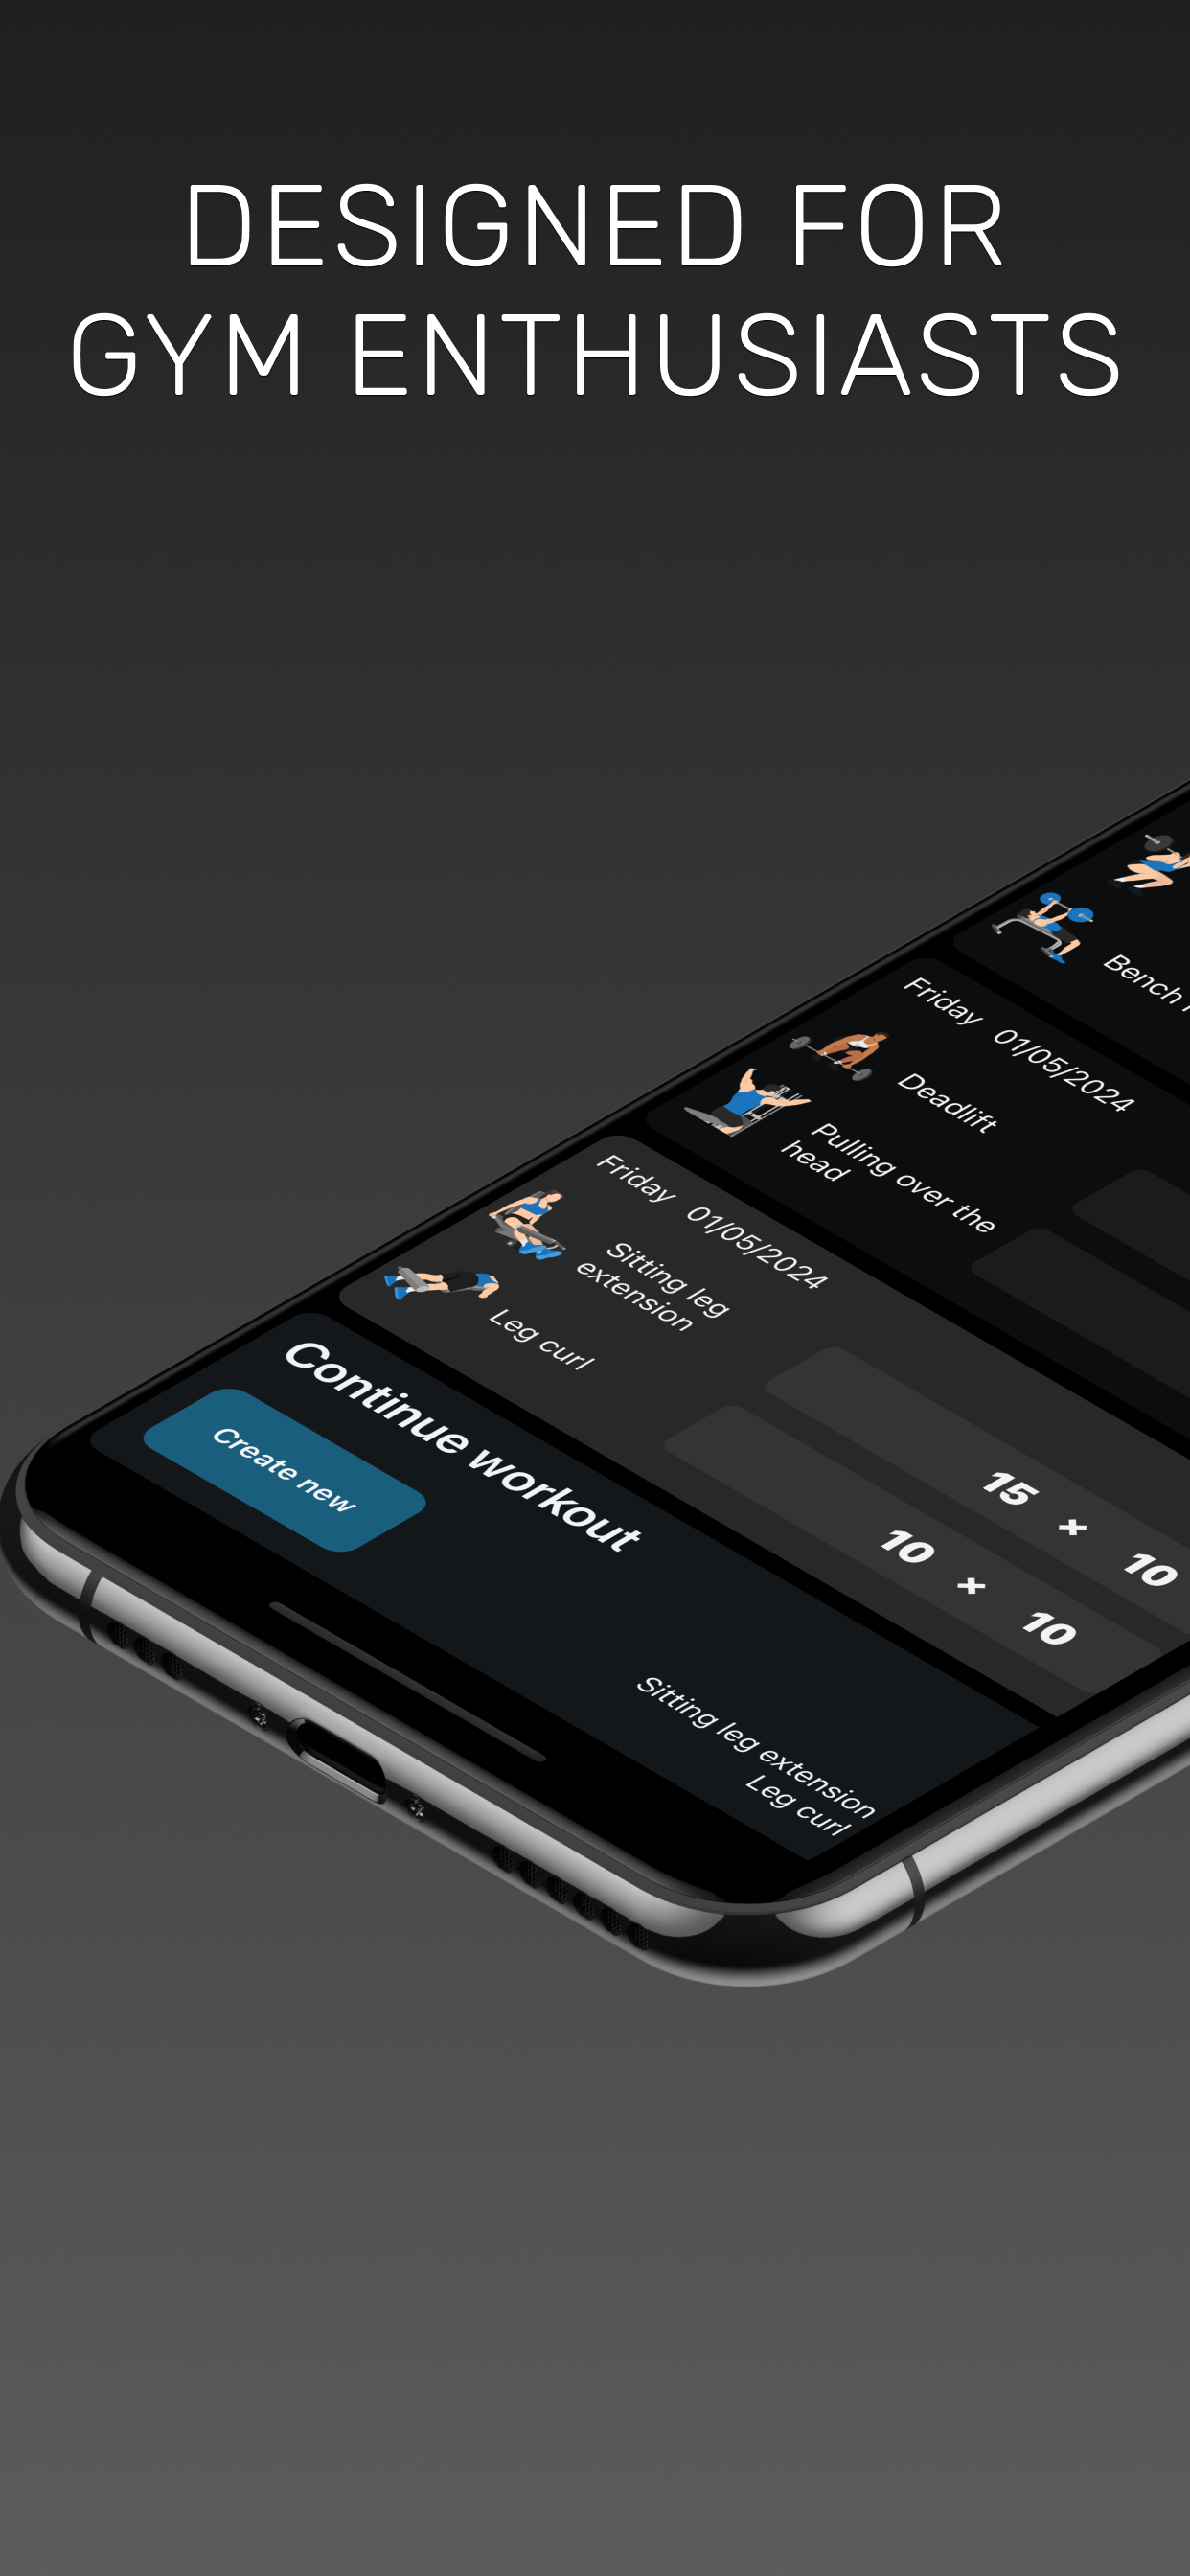 DESIGNED FOR
GYM ENTHUSIASTS
Bench
Friday 01/05/2024
Deadlift
Pulling over the
head
Friday 01/05/2024
Sitting leg
extension
15 × 10
Leg curl
10 × 10
Continue workout
Create new
Sitting leg extension
Leg curl